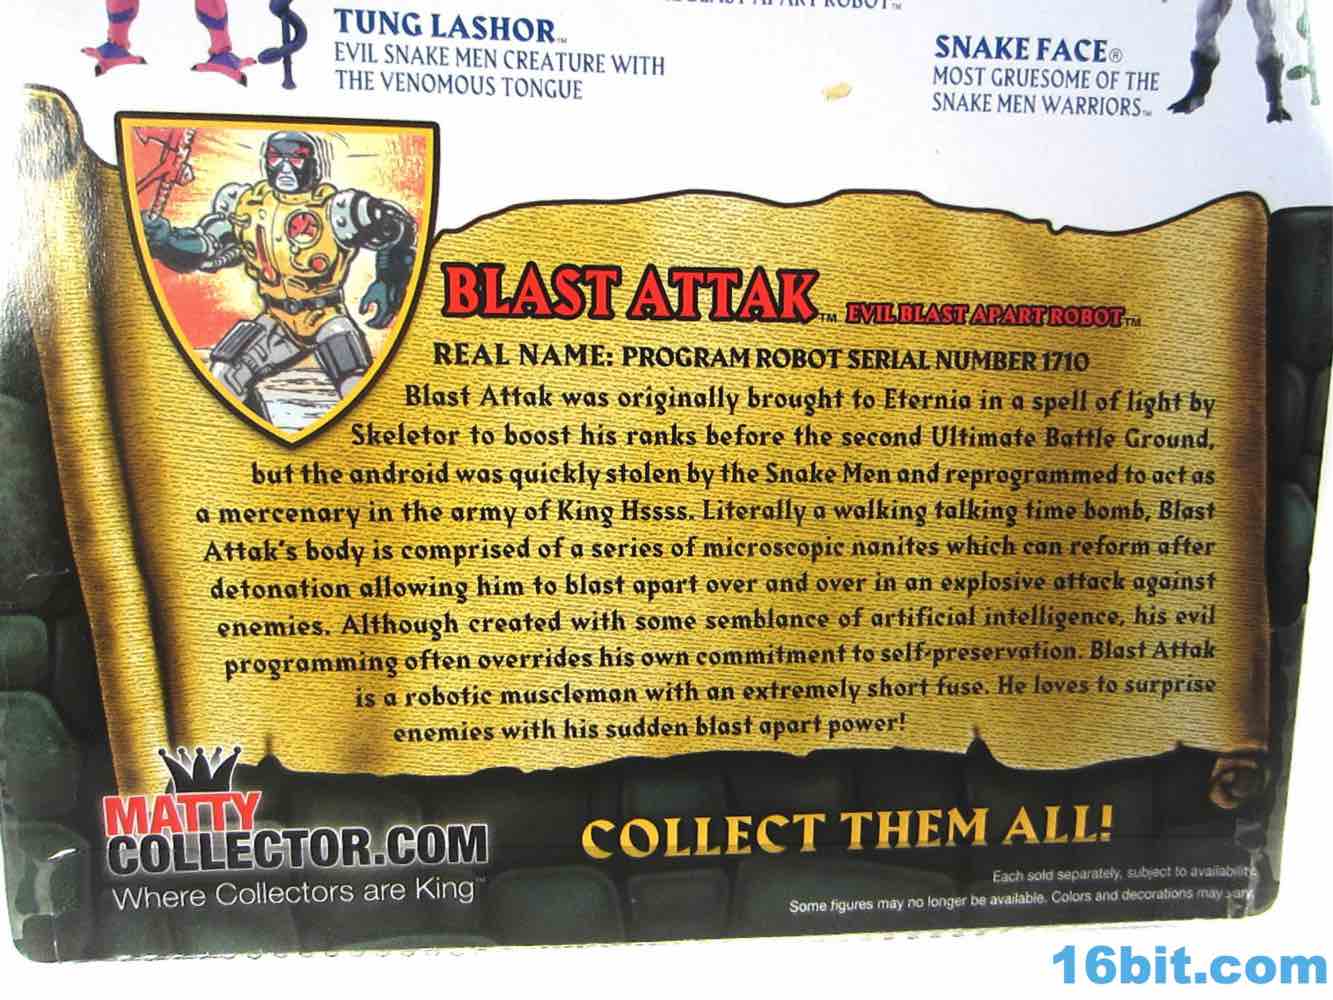 BLAST APART ROBOT™
TUNG LASHOR™
EVIL SNAKE MEN CREATURE WITH
THE VENOMOUS TONGUE
SNAKE FACE®
MOST GRUESOME OF THE
SNAKE MEN WARRIORS™
BLAST ATTAK™ EVIL BLAST APART ROBOT™
REAL NAME: PROGRAM ROBOT SERIAL NUMBER 1710
Blast Attak was originally brought to Eternia in a spell of light by
Skeletor to boost his ranks before the second Ultimate Battle Ground,
but the android was quickly stolen by the Snake Men and reprogrammed to act as
a mercenary in the army of King Hssss. Literally a walking talking time bomb, Blast
Attak's body is comprised of a series of microscopic nanites which can reform after
detonation allowing him to blast apart over and over in an explosive attack against
enemies. Although created with some semblance of artificial intelligence, his evil
programming often overrides his own commitment to self-preservation. Blast Attak
is a robotic muscleman with an extremely short fuse. He loves to surprise
enemies with his sudden blast apart power!
MATTY
COLLECTOR.COM
Where Collectors are King™
COLLECT THEM ALL!
Each sold separately, subject to availability.
Some figures may no longer be available. Colors and decorations may vary.
16bit.com